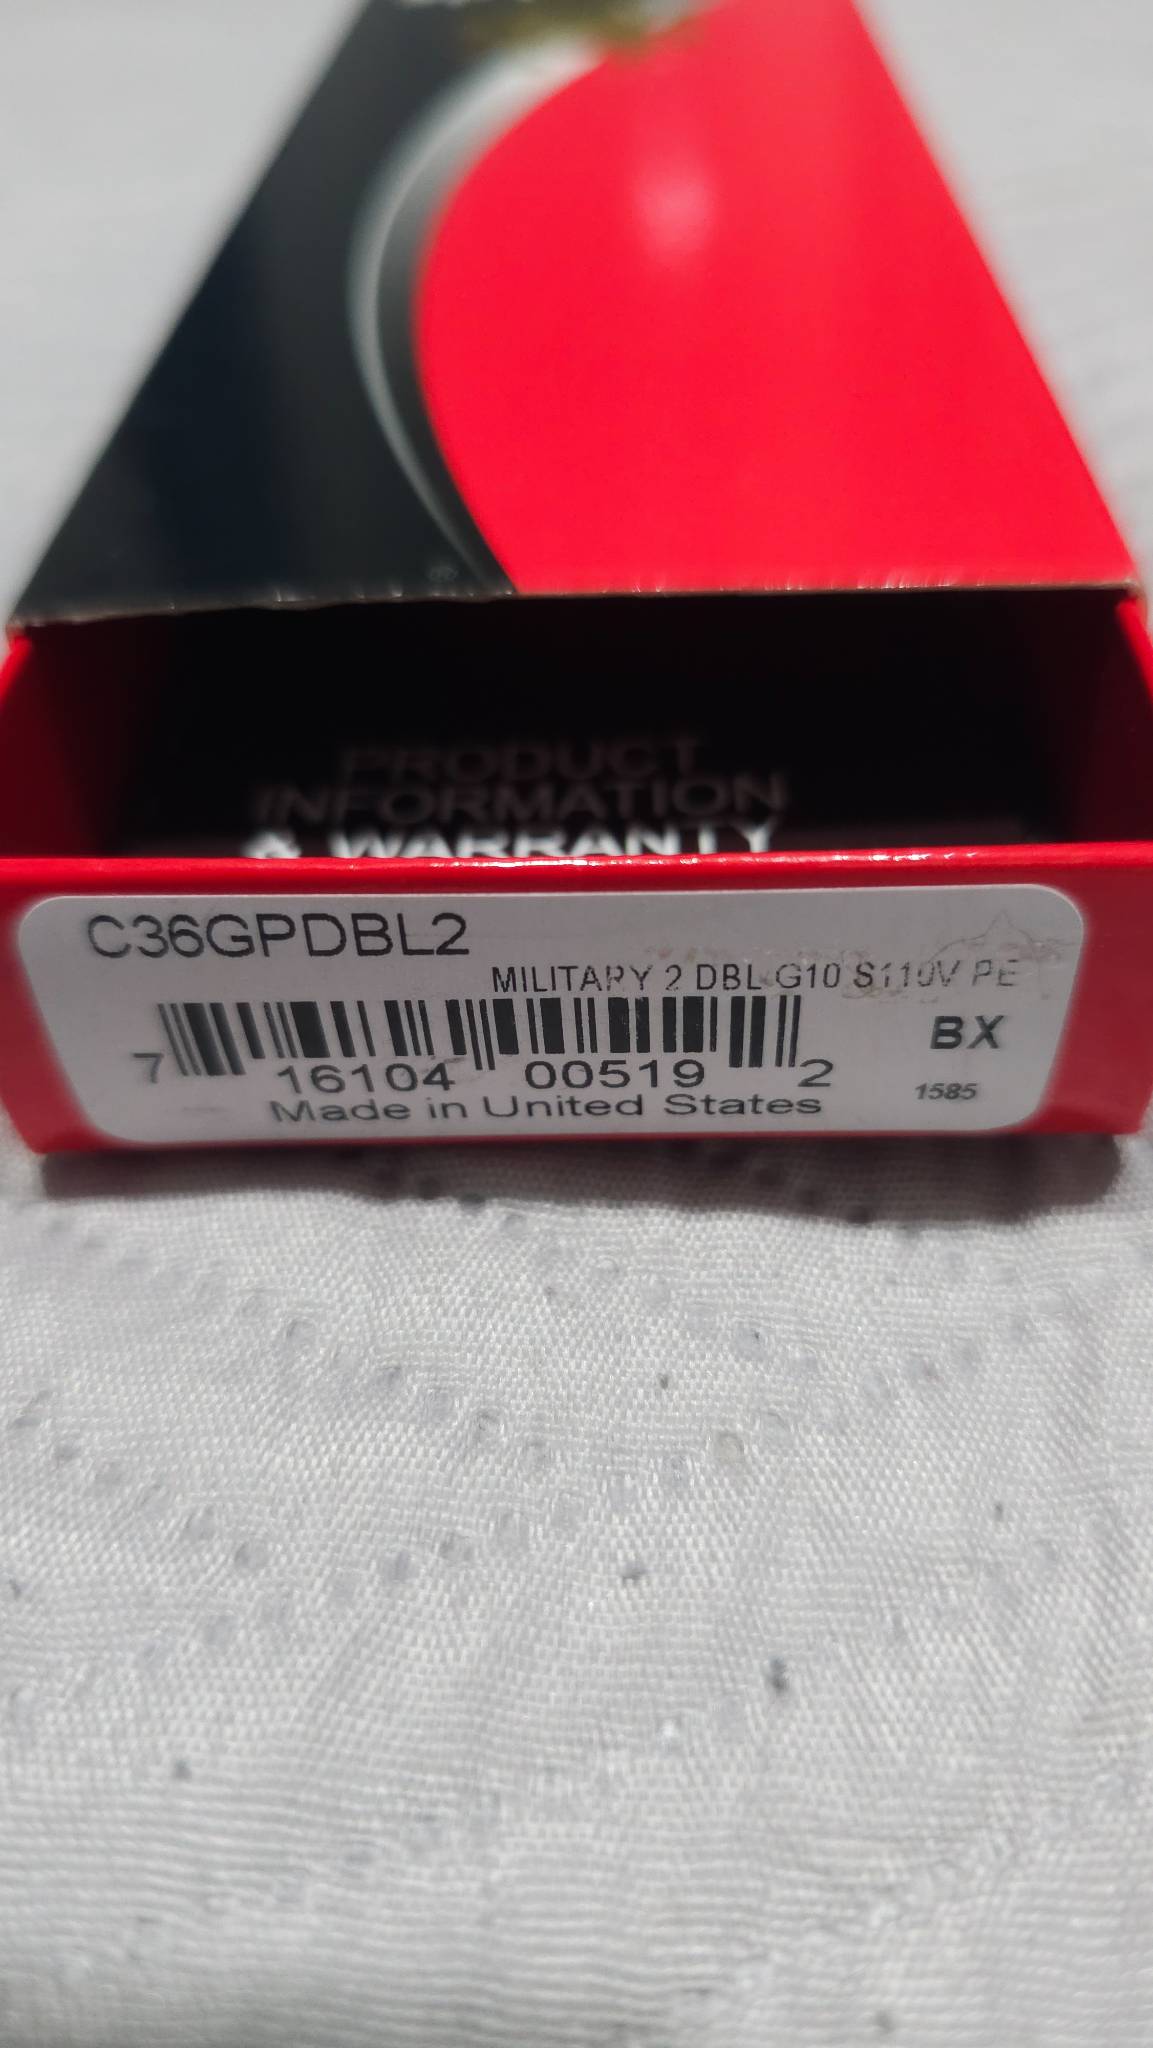 PRODUCT
INFORMATION
& WARRANTY
C36GPDBL2
MILITARY 2 DBL G10 S110V PE
BX
7 16104 00519 2
1585
Made in United States